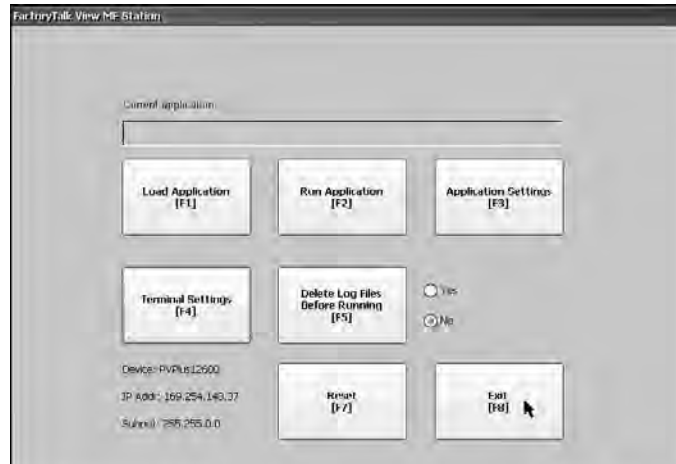 FactoryTalk View ME Station
Current application:
Load Application
[F1]
Run Application
[F2]
Application Settings
[F3]
Terminal Settings
[F4]
Delete Log Files
Before Running
[F5]
Yes
No
Device: PVPlus12600
IP Addr: 169.254.143.37
Subnet: 255.255.0.0
Reset
[F7]
Exit
[F8]